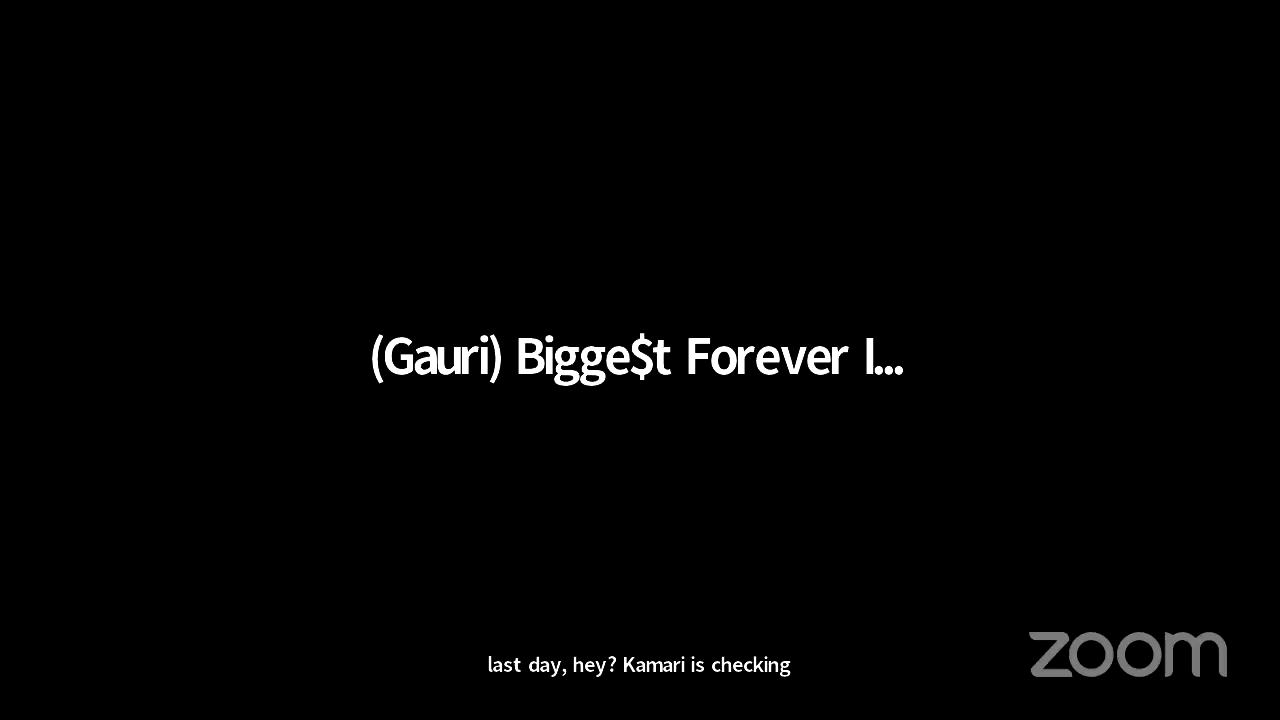 (Gauri) Bigge$t Forever I...
last day, hey? Kamari is checking
zoom